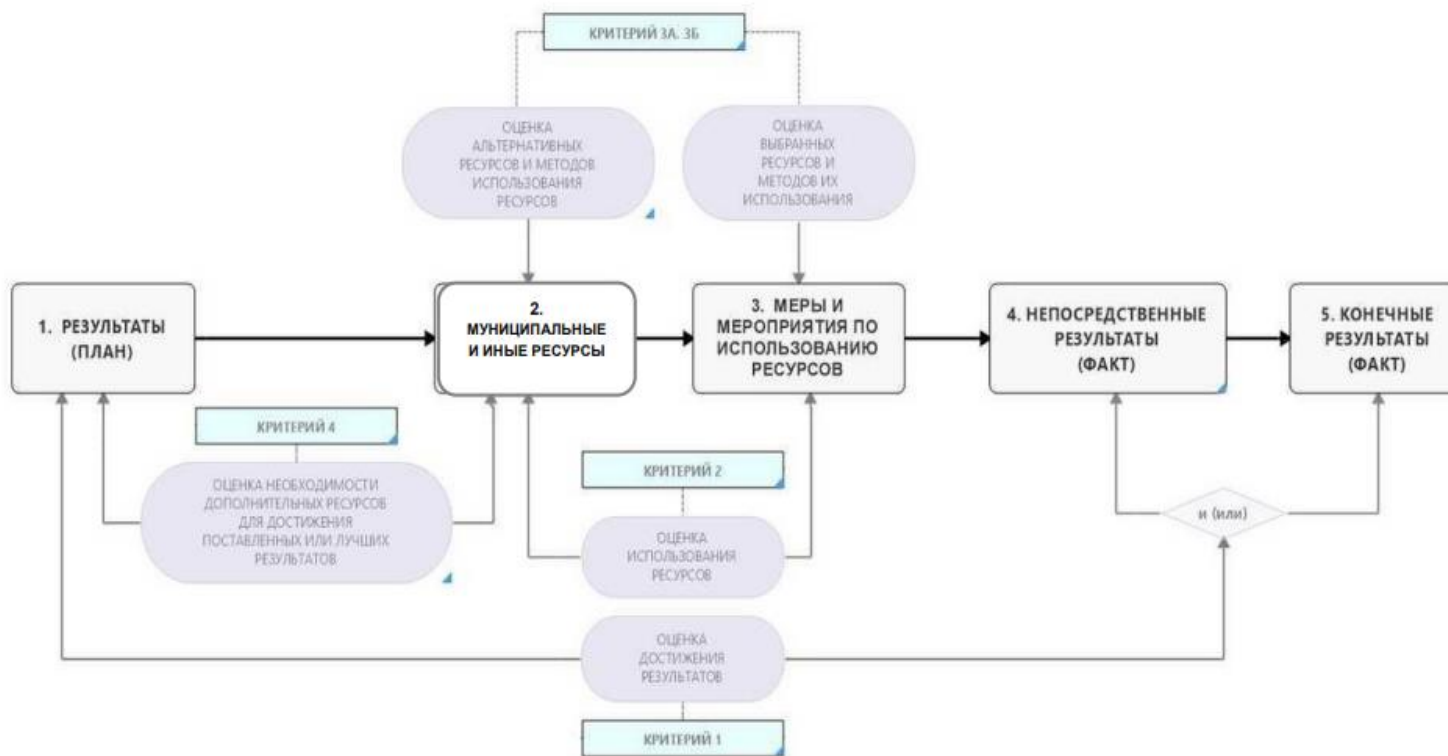 КРИТЕРИЙ 3А. 3Б
ОЦЕНКА
АЛЬТЕРНАТИВНЫХ
РЕСУРСОВ И МЕТОДОВ
ИСПОЛЬЗОВАНИЯ
РЕСУРСОВ
ОЦЕНКА
ВЫБРАННЫХ
РЕСУРСОВ И
МЕТОДОВ ИХ
ИСПОЛЬЗОВАНИЯ
1. РЕЗУЛЬТАТЫ
(ПЛАН)
2.
МУНИЦИПАЛЬНЫЕ
И ИНЫЕ РЕСУРСЫ
3. МЕРЫ И
МЕРОПРИЯТИЯ ПО
ИСПОЛЬЗОВАНИЮ
РЕСУРСОВ
4. НЕПОСРЕДСТВЕННЫЕ
РЕЗУЛЬТАТЫ
(ФАКТ)
5. КОНЕЧНЫЕ
РЕЗУЛЬТАТЫ
(ФАКТ)
КРИТЕРИЙ 4
ОЦЕНКА НЕОБХОДИМОСТИ
ДОПОЛНИТЕЛЬНЫХ РЕСУРСОВ
ДЛЯ ДОСТИЖЕНИЯ
ПОСТАВЛЕННЫХ ИЛИ ЛУЧШИХ
РЕЗУЛЬТАТОВ
КРИТЕРИЙ 2
ОЦЕНКА
ИСПОЛЬЗОВАНИЯ
РЕСУРСОВ
и (или)
ОЦЕНКА
ДОСТИЖЕНИЯ
РЕЗУЛЬТАТОВ
КРИТЕРИЙ 1